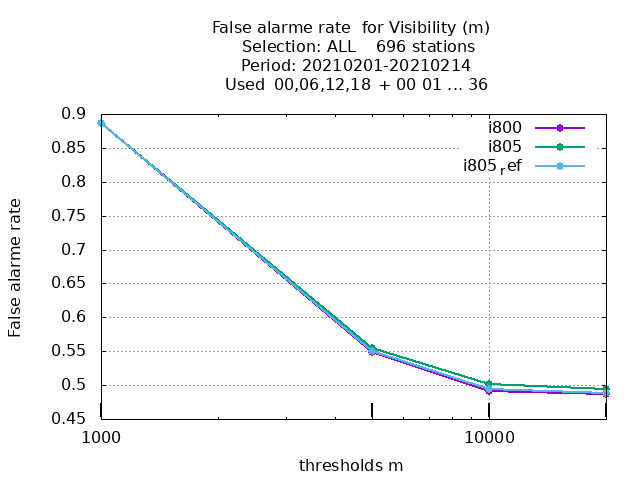 False alarme rate for Visibility (m)
Selection: ALL 696 stations
Period: 20210201-20210214
Used 00,06,12,18 + 00 01 ... 36
False alarme rate
0.9
0.85
0.8
0.75
0.7
0.65
0.6
0.55
0.5
0.45
i800
i805
i805ref
1000
10000
thresholds m